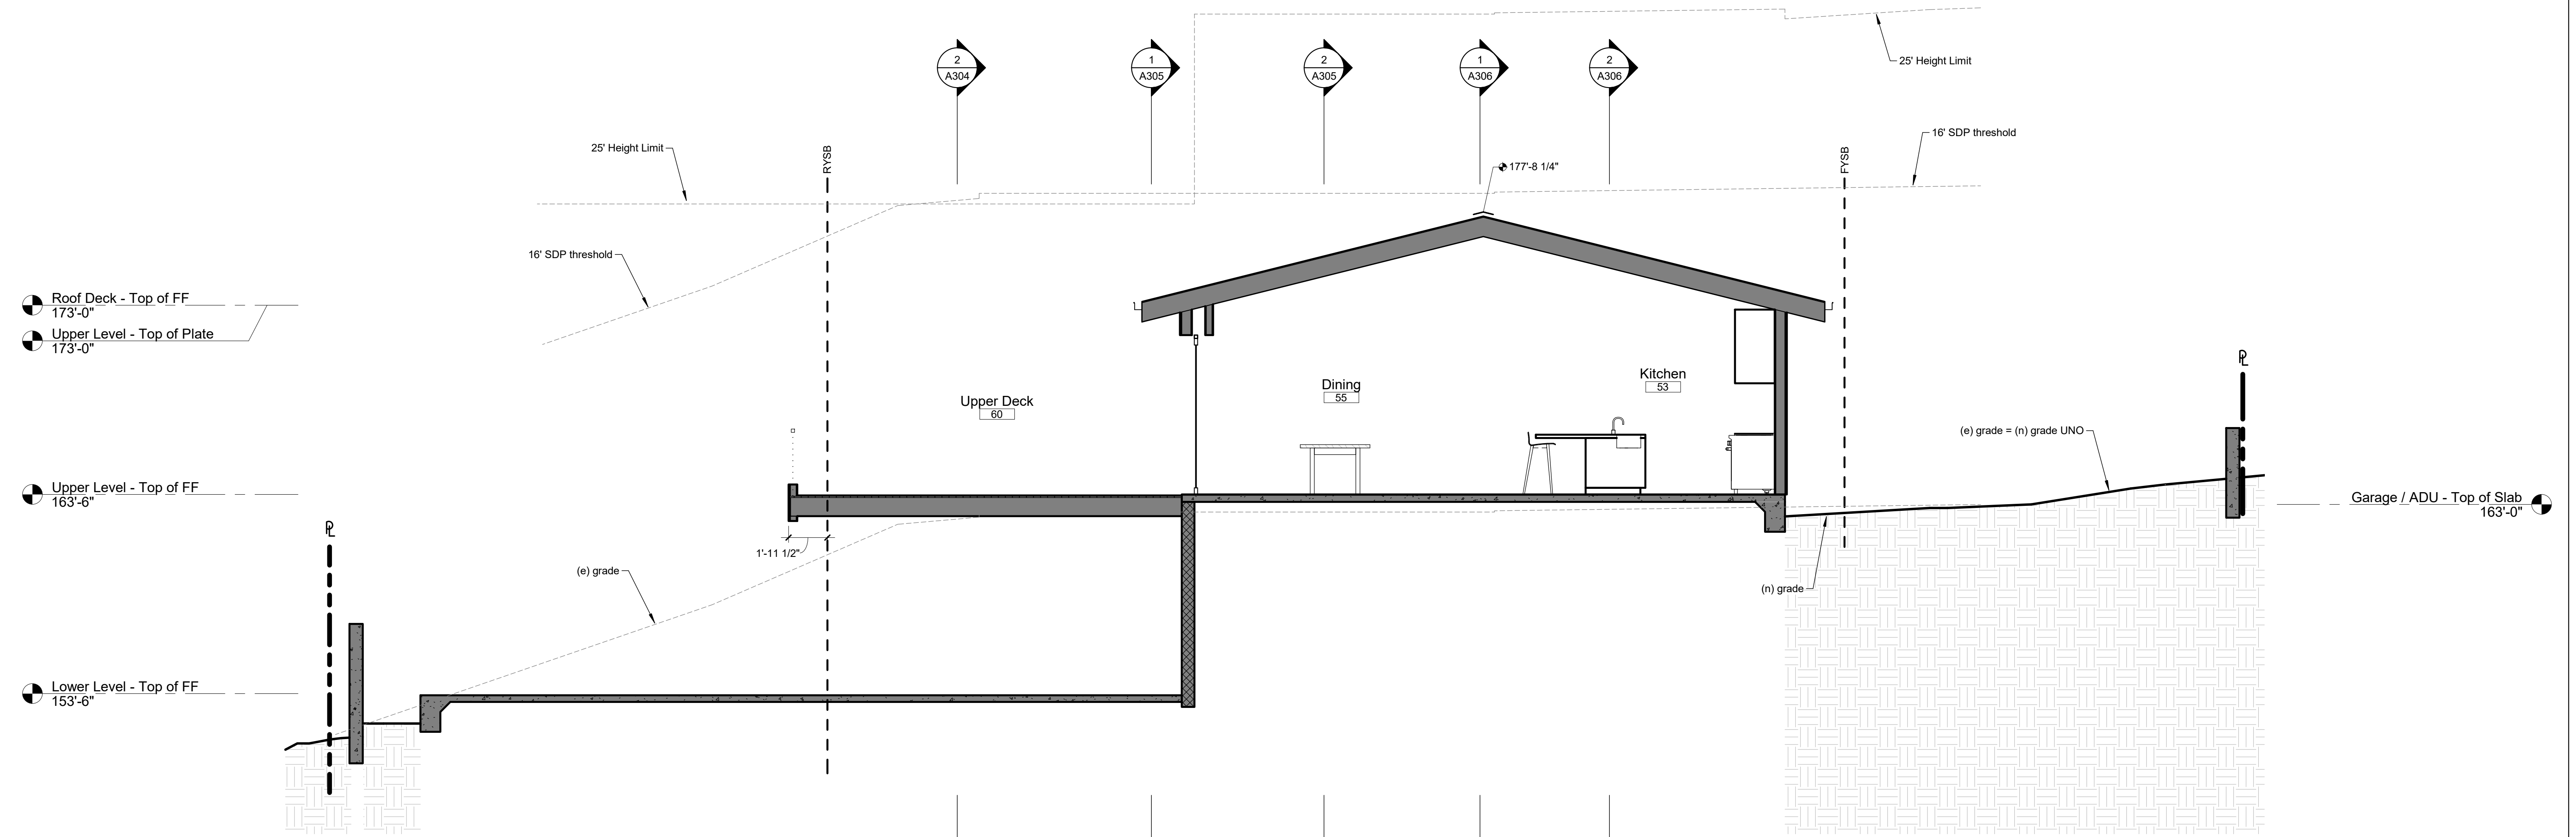 2
A304
1
A305
2
A305
1
A306
2
A306
25' Height Limit
16' SDP threshold
25' Height Limit
RYSB
FYSB
177'-8 1/4"
16' SDP threshold
Roof Deck - Top of FF
173'-0"
Upper Level - Top of Plate
173'-0"
PL
Kitchen
53
Dining
55
Upper Deck
60
(e) grade = (n) grade UNO
Upper Level - Top of FF
163'-6"
Garage / ADU - Top of Slab
163'-0"
PL
1'-11 1/2"
(e) grade
(n) grade
Lower Level - Top of FF
153'-6"